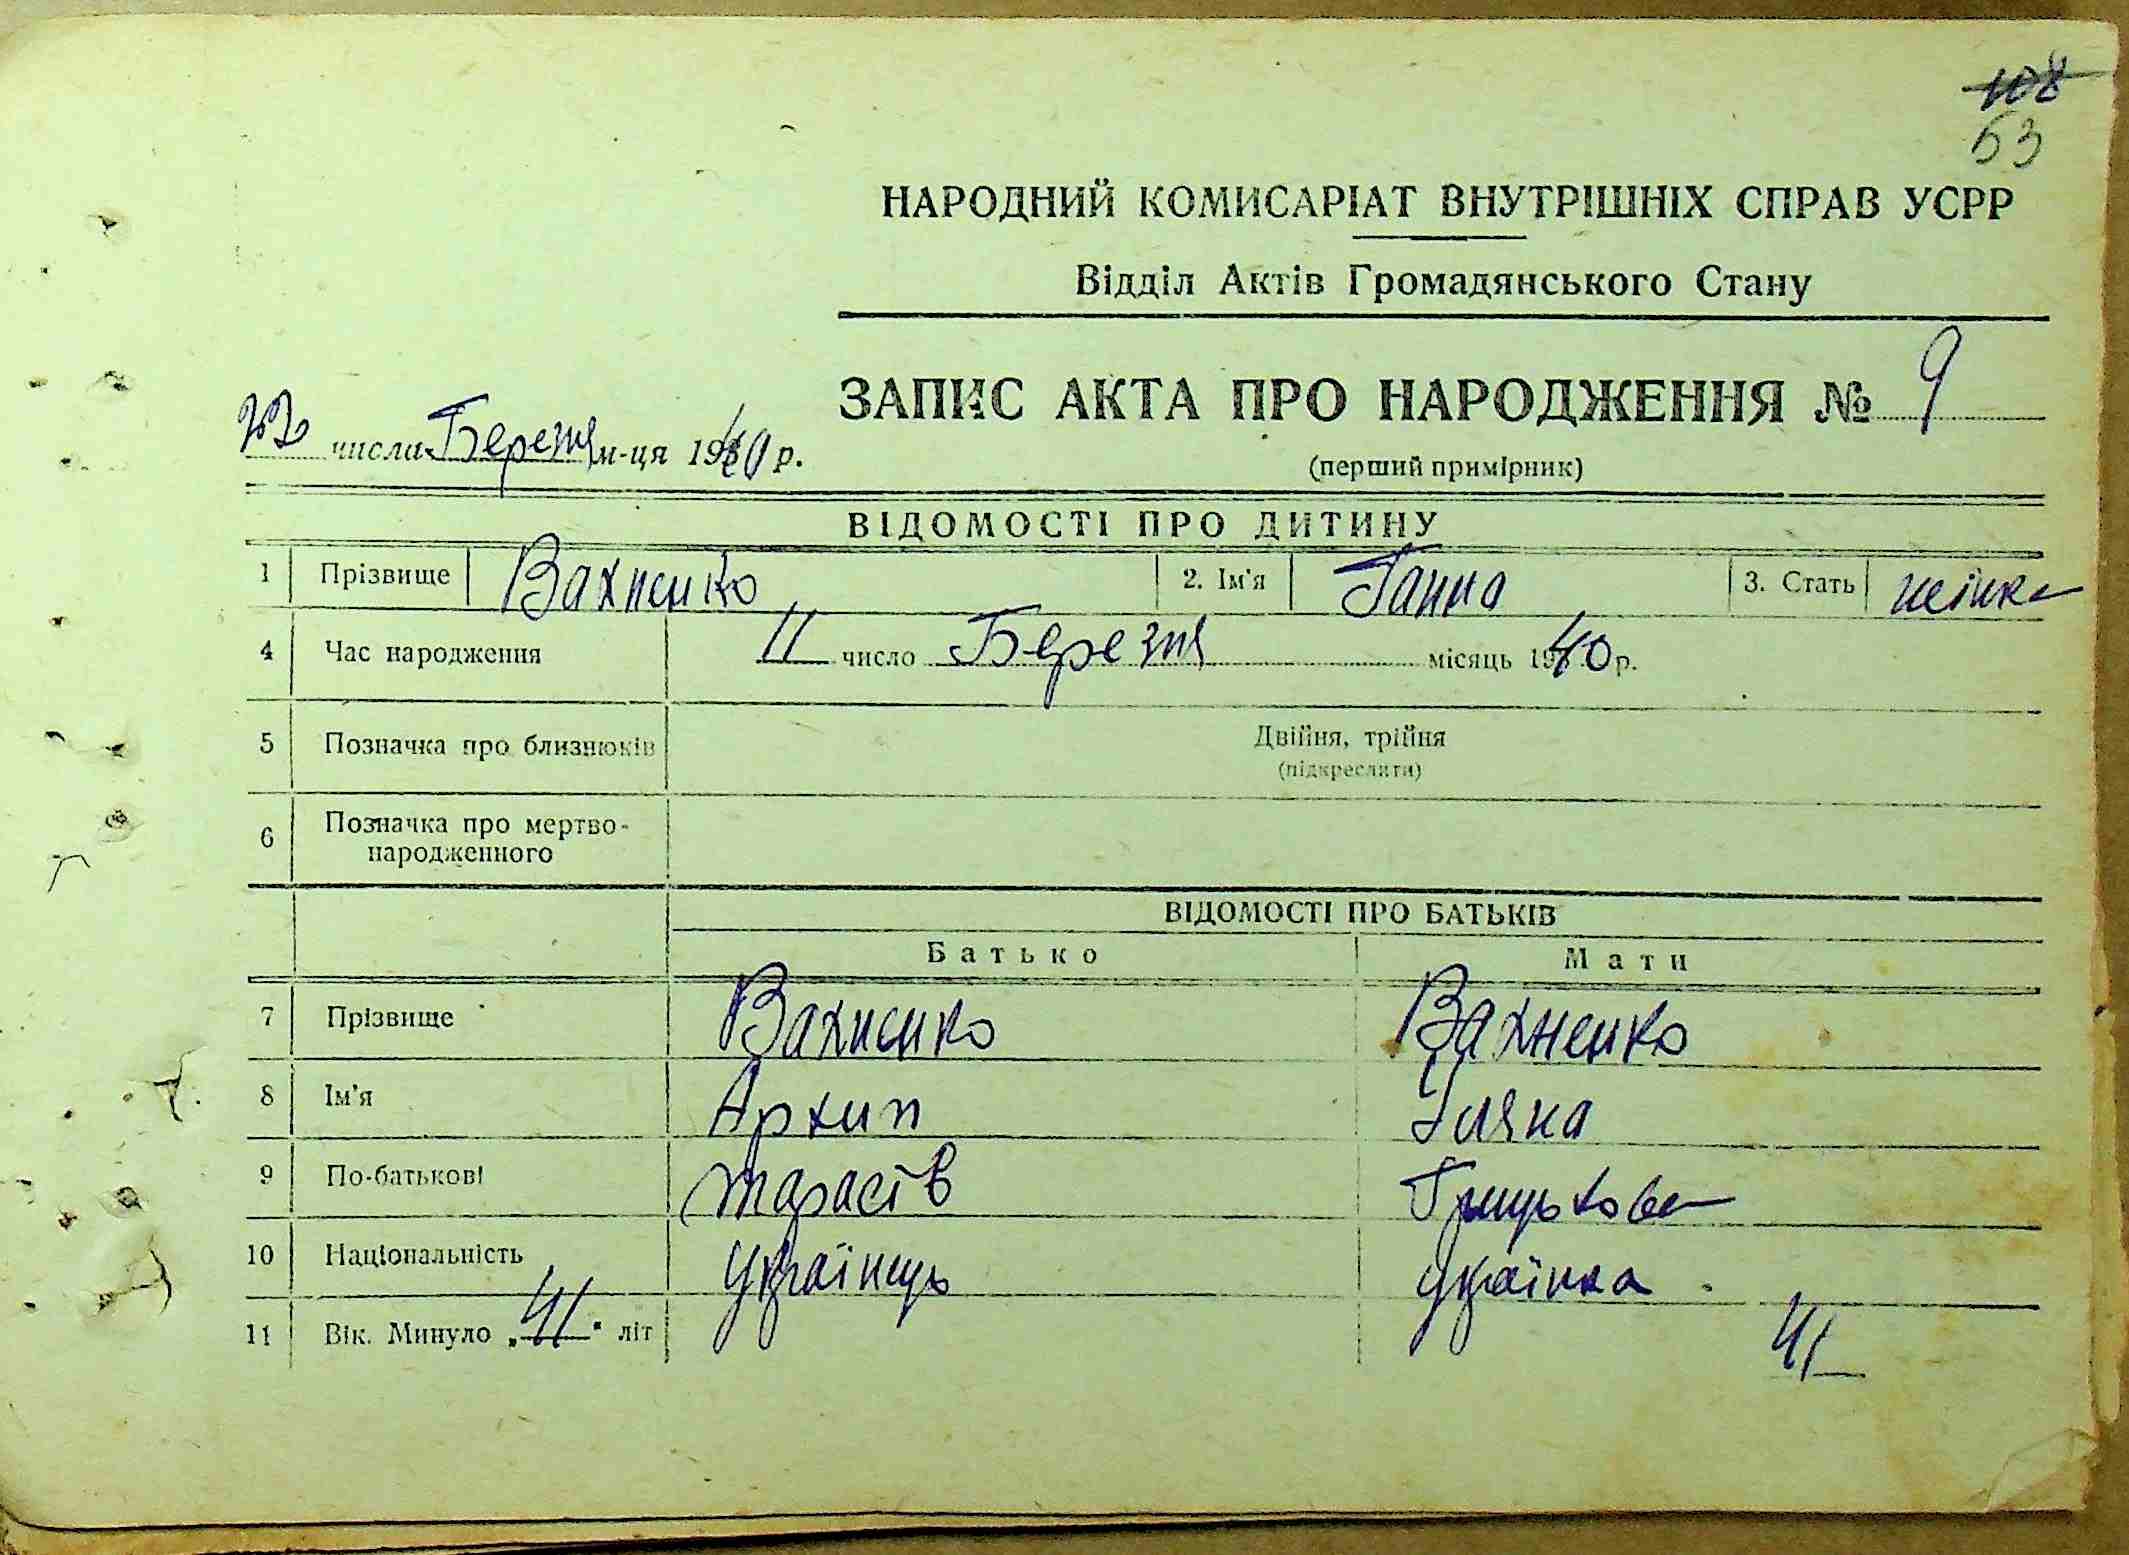 108
53
НАРОДНИЙ КОМИСАРІАТ ВНУТРІШНІХ СПРАВ УСРР
Відділ Актів Громадянського Стану
ЗАПИС АКТА ПРО НАРОДЖЕННЯ № 9
22 числа Березня м-ця 1940 р.
(перший примірник)
ВІДОМОСТІ ПРО ДИТИНУ
1 Прізвище Вахненко 2. Ім'я Ганна 3. Стать жінка
4 Час народження 11 число Березня місяць 1940 р.
5 Позначка про близнюків Двійня, трійня
(підкреслити)
6 Позначка про мертво-
народженного
ВІДОМОСТІ ПРО БАТЬКІВ
Батько Мати
7 Прізвище Вахненко Вахненко
8 Ім'я Архип Уляна
9 По-батькові Тарасів Грицькова
10 Національність Українець Українка
11 Вік. Минуло „41" літ 41